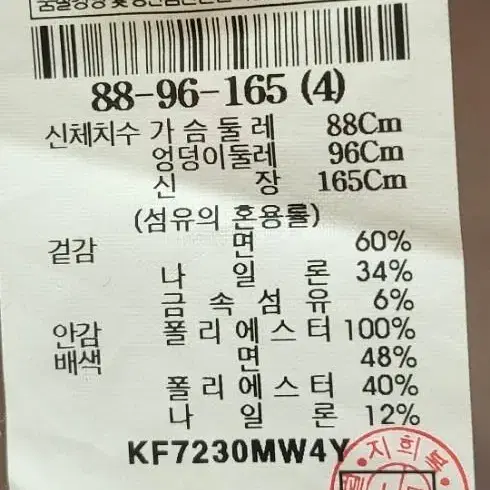 88-96-165 (4)
신체치수 가슴둘레 88Cm
엉덩이둘레 96Cm
신장 165Cm
(섬유의 혼용률)
겉감 면 60%
나일론 34%
금속섬유 6%
안감 폴리에스터 100%
배색 면 48%
폴리에스터 40%
나일론 12%
KF7230MW4Y
지희복